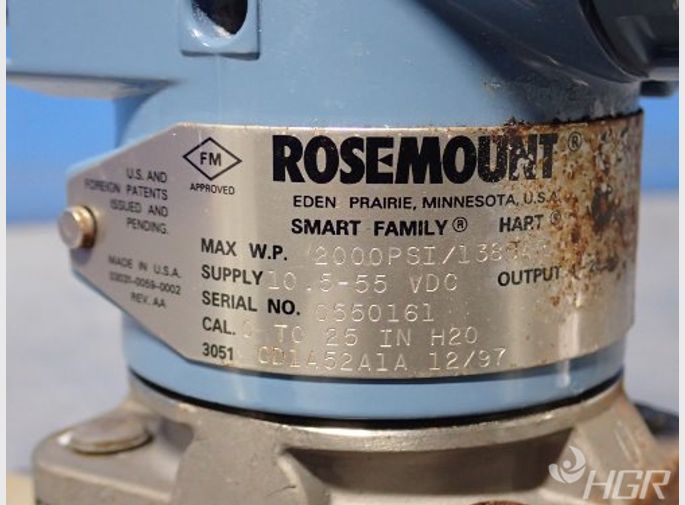 U.S. AND
FOREIGN PATENTS
ISSUED AND
PENDING.
MADE IN U.S.A.
03031-0059-0002
REV. AA
FM
APPROVED
ROSEMOUNT®
EDEN PRAIRIE, MINNESOTA, U.S.A.
SMART FAMILY® HART®
MAX W.P. 2000PSI/138
SUPPLY 10.5-55 VDC OUTPUT
SERIAL NO. 0550161
CAL. 0 TO 25 IN H20
3051 CD1A52A1A 12/97
HGR